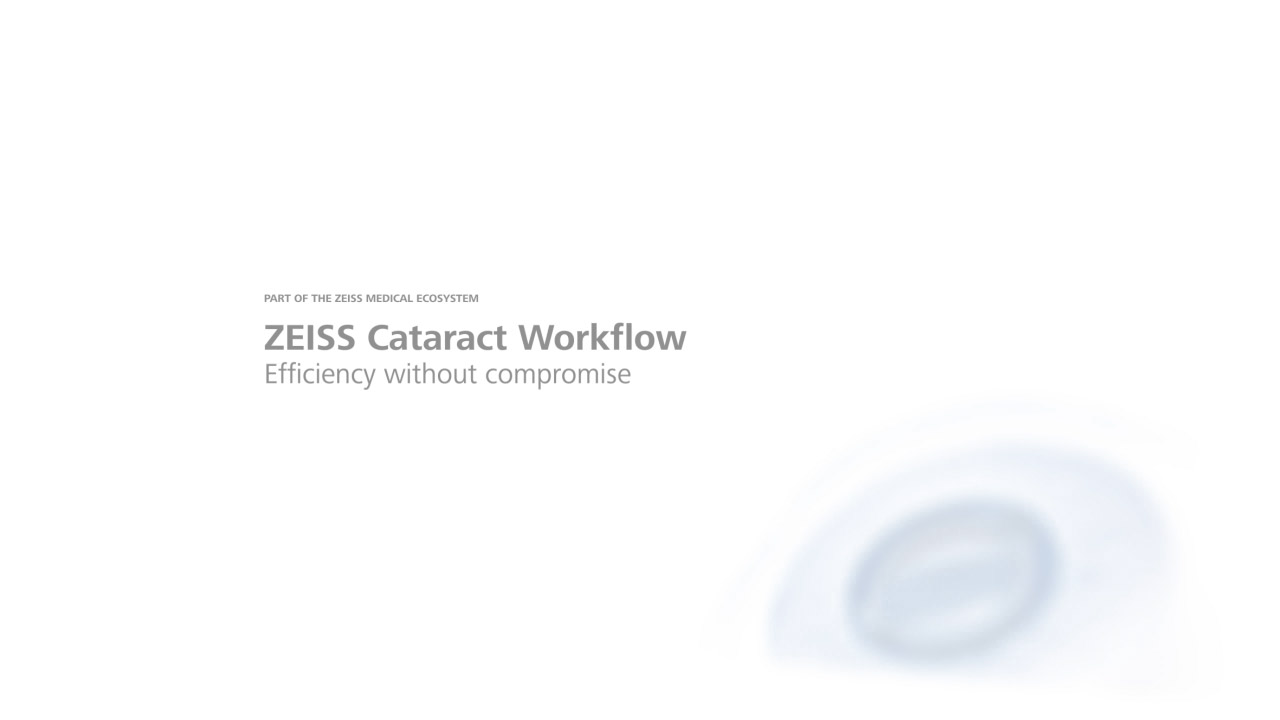 PART OF THE ZEISS MEDICAL ECOSYSTEM
ZEISS Cataract Workflow
Efficiency without compromise